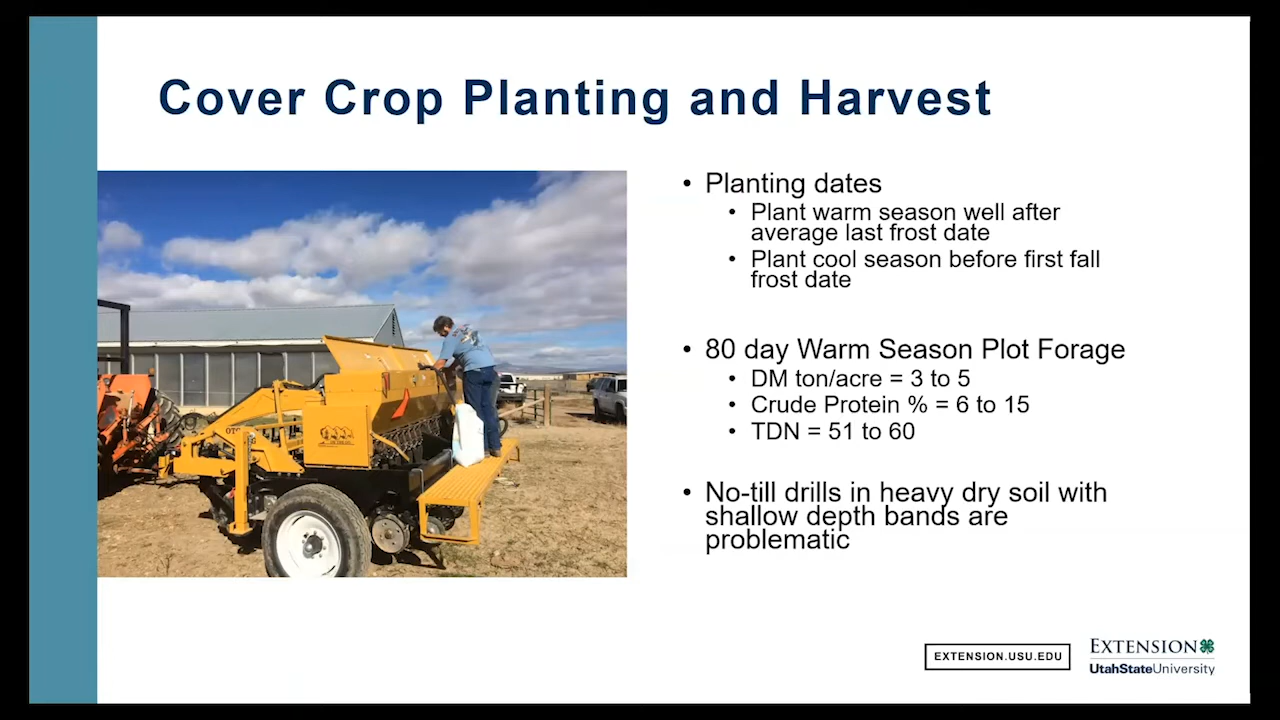 Cover Crop Planting and Harvest
• Planting dates
• Plant warm season well after
average last frost date
• Plant cool season before first fall
frost date
• 80 day Warm Season Plot Forage
• DM ton/acre = 3 to 5
• Crude Protein % = 6 to 15
• TDN = 51 to 60
• No-till drills in heavy dry soil with
shallow depth bands are
problematic
EXTENSION.USU.EDU
EXTENSION
UtahStateUniversity